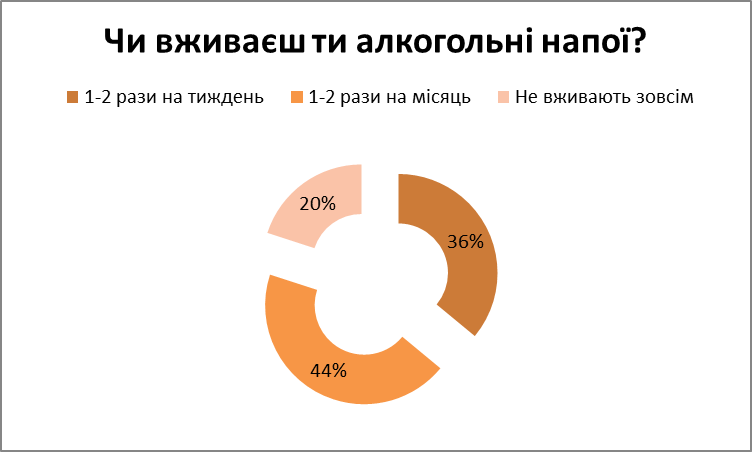 Чи вживаєш ти алкогольні напої?
1-2 рази на тиждень 1-2 рази на місяць Не вживають зовсім
20%
36%
44%